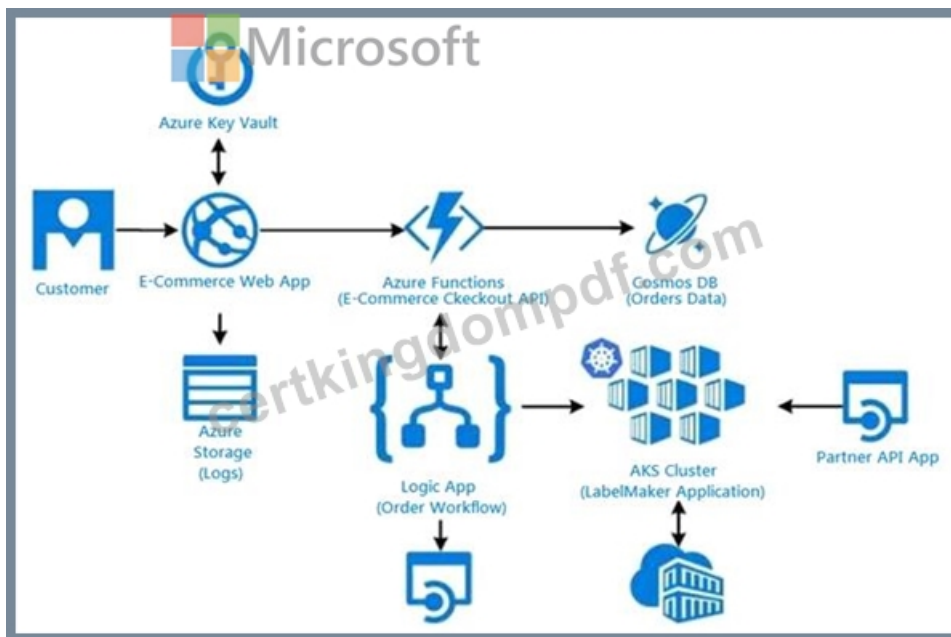 Microsoft
Azure Key Vault
Customer
E-Commerce Web App
Azure Functions
(E-Commerce Ckeckout API)
Cosmos DB
(Orders Data)
certkingdompdf.com
Azure
Storage
(Logs)
Logic App
(Order Workflow)
AKS Cluster
(LabelMaker Application)
Partner API App